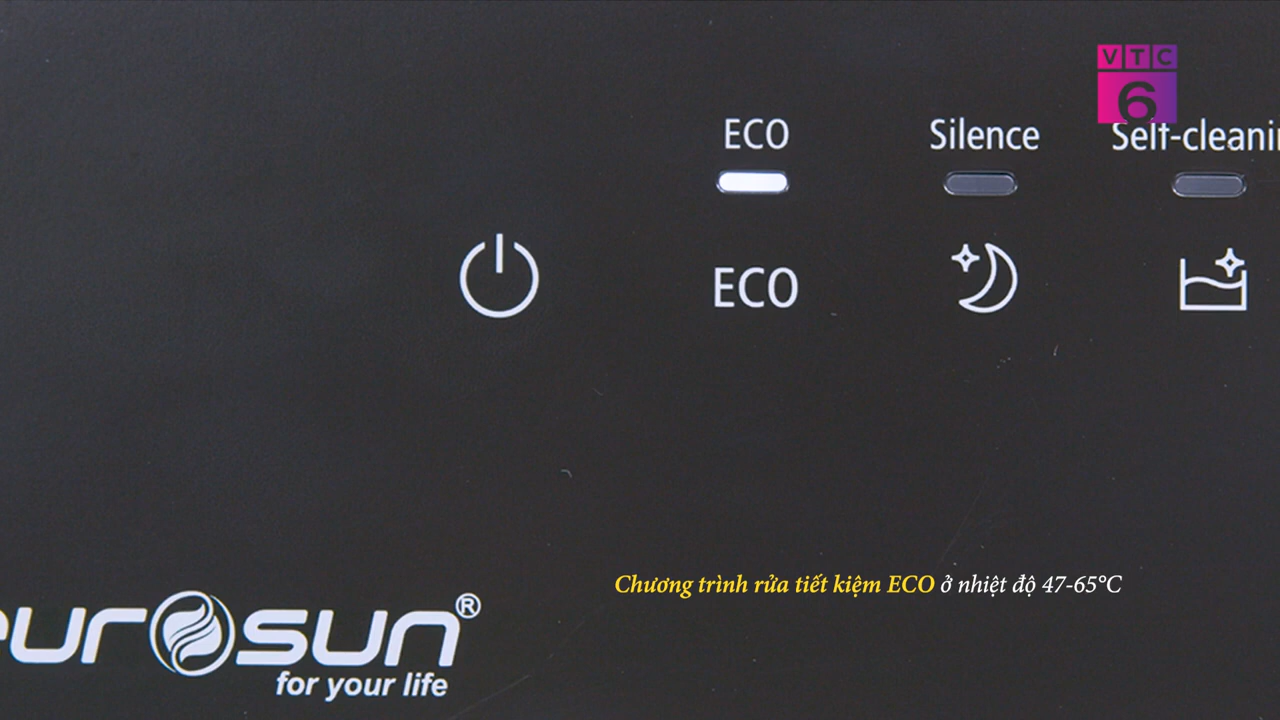 VTC
6
ECO
Silence
Self-cleanin
ECO
Chương trình rửa tiết kiệm ECO ở nhiệt độ 47-65°C
eurosun®
for your life